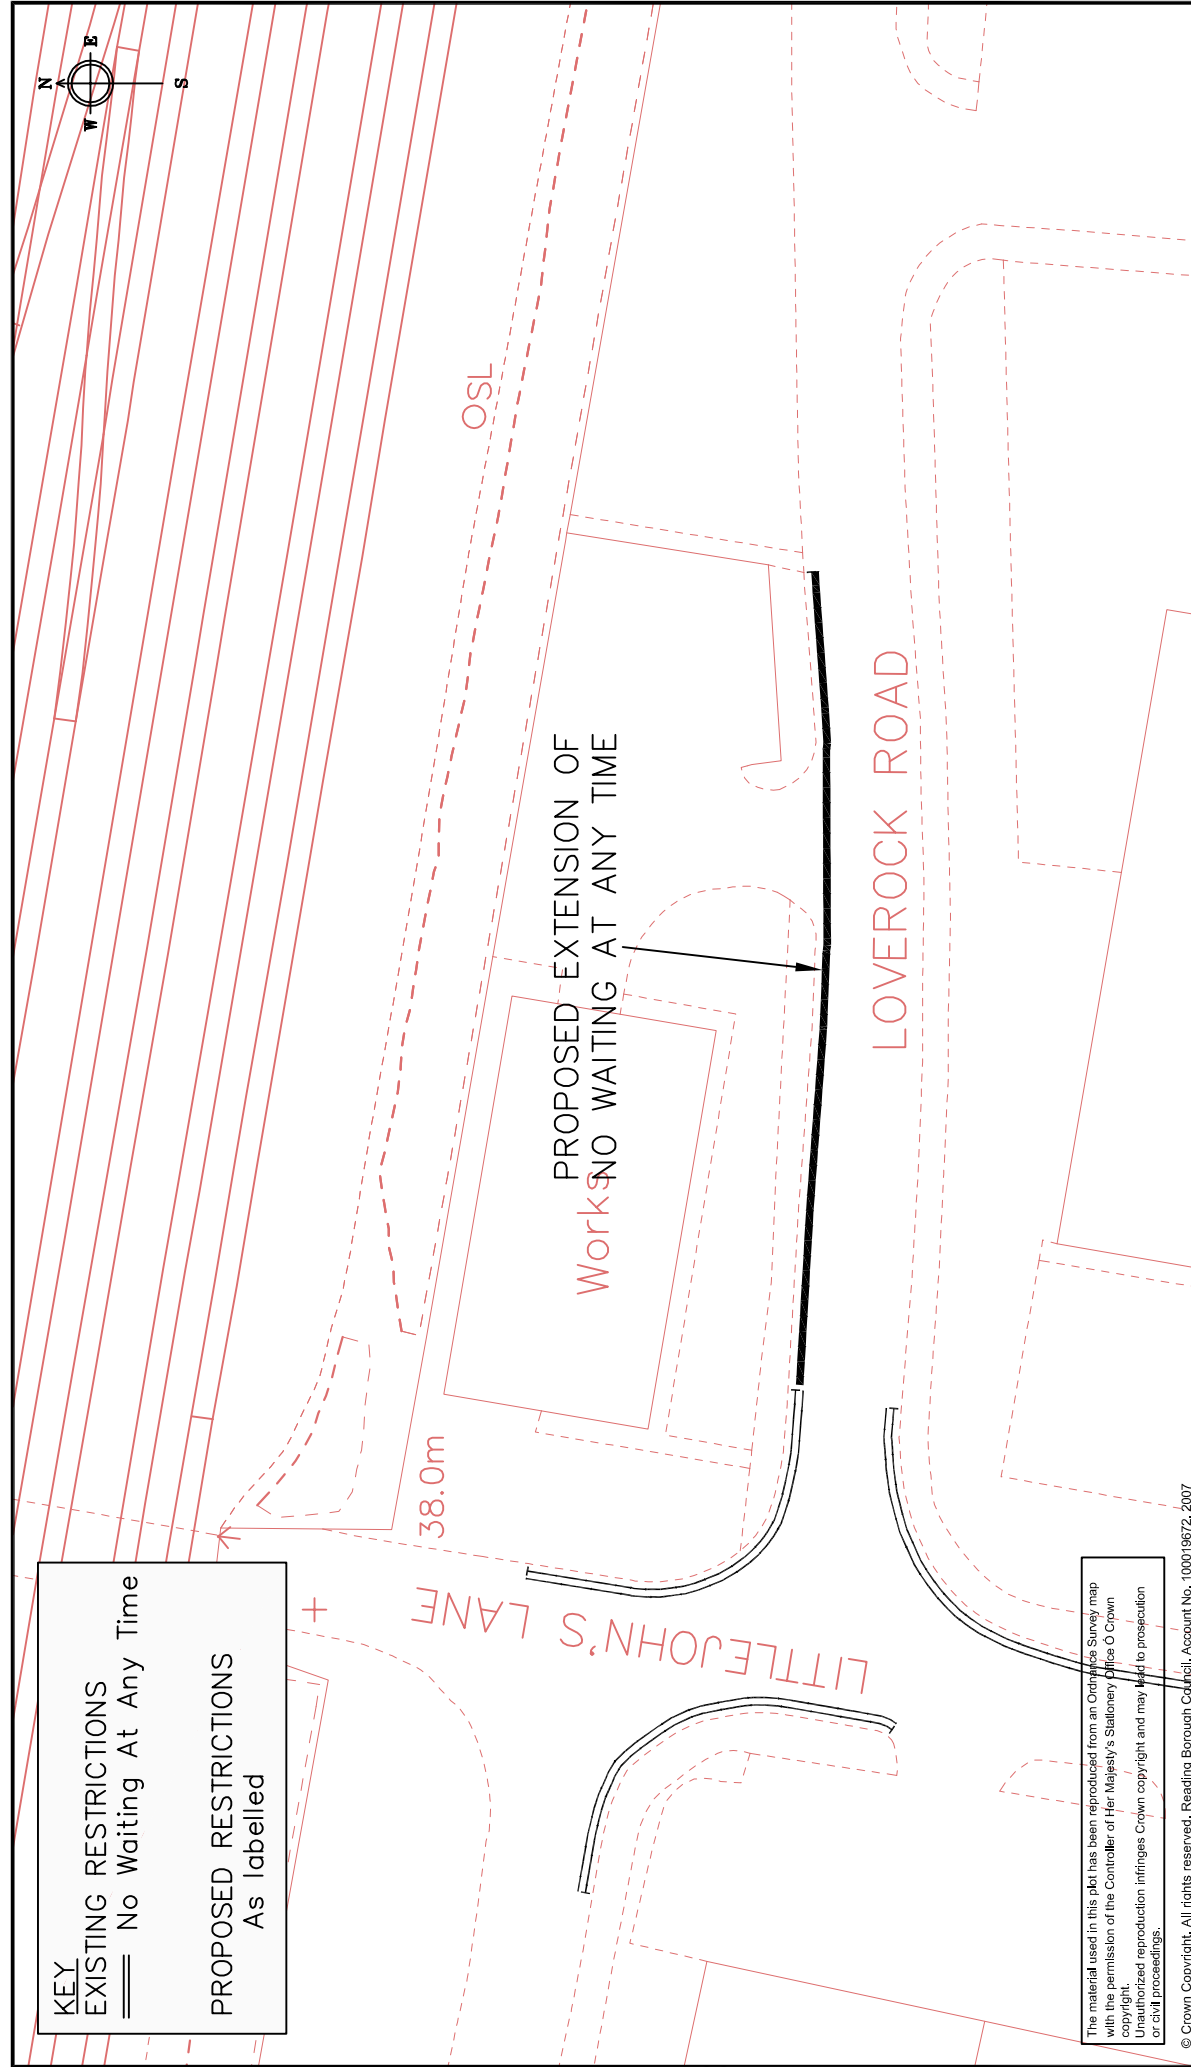 KEY
EXISTING RESTRICTIONS
No Waiting At Any Time
PROPOSED RESTRICTIONS
As labelled
N
W
E
S
OSL
38.0m
Works
PROPOSED EXTENSION OF
NO WAITING AT ANY TIME
LITTLEJOHN'S LANE
LOVEROCK ROAD
The material used in this plot has been reproduced from an Ordnance Survey map
with the permission of the Controller of Her Majesty's Stationery Office Ó Crown
copyright.
Unauthorized reproduction infringes Crown copyright and may lead to prosecution
or civil proceedings.
© Crown Copyright. All rights reserved. Reading Borough Council. Account No. 100019672. 2007